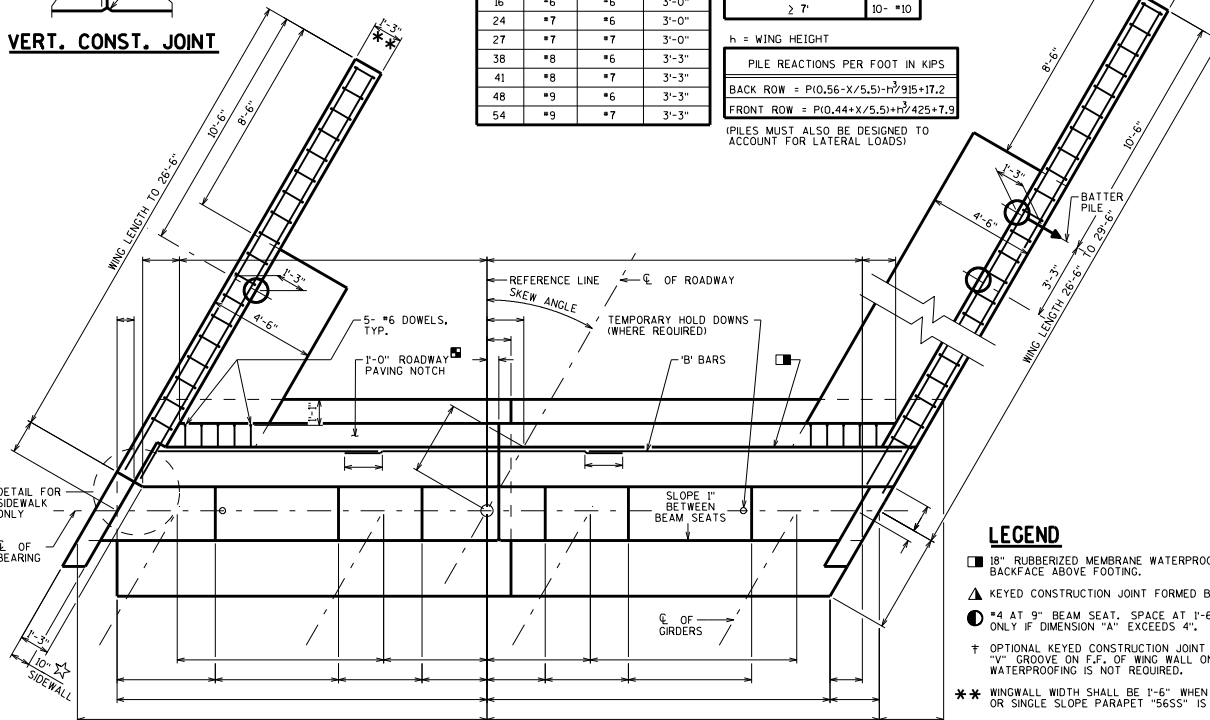 VERT. CONST. JOINT
1'-3"
**
10'-6"
8'-6"
WING LENGTH TO 26'-6"
1'-3"
4'-6"
16 #6 #6 3'-0"
24 #7 #6 3'-0"
27 #7 #7 3'-0"
38 #8 #6 3'-3"
41 #8 #7 3'-3"
48 #9 #6 3'-3"
54 #9 #7 3'-3"
≥ 7' 10- #10
h = WING HEIGHT
PILE REACTIONS PER FOOT IN KIPS
BACK ROW = P(0.56-X/5.5)-h³/915+17.2
FRONT ROW = P(0.44+X/5.5)+h³/425+7.9
(PILES MUST ALSO BE DESIGNED TO
ACCOUNT FOR LATERAL LOADS)
8'-6"
10'-6"
1'-3"
BATTER
PILE
4'-6"
3'-3"
WING LENGTH 26'-6" TO 29'-6"
REFERENCE LINE
℄ OF ROADWAY
SKEW ANGLE
5- #6 DOWELS,
TYP.
TEMPORARY HOLD DOWNS
(WHERE REQUIRED)
1'-0" ROADWAY
PAVING NOTCH
'B' BARS
1'-1"
DETAIL FOR
SIDEWALK
ONLY
℄ OF
BEARING
SLOPE 1"
BETWEEN
BEAM SEATS
℄ OF
GIRDERS
1'-3"
10" ☆
SIDEWALL
LEGEND
18" RUBBERIZED MEMBRANE
BACKFACE ABOVE FOOTING.
KEYED CONSTRUCTION JOINT FORMED
#4 AT 9" BEAM SEAT. SPACE AT
ONLY IF DIMENSION "A" EXCEEDS 4".
† OPTIONAL KEYED CONSTRUCTION JOINT
"V" GROOVE ON F.F. OF WING WALL
WATERPROOFING IS NOT REQUIRED.
** WINGWALL WIDTH SHALL BE 1'-6" WHEN
OR SINGLE SLOPE PARAPET "56SS" IS